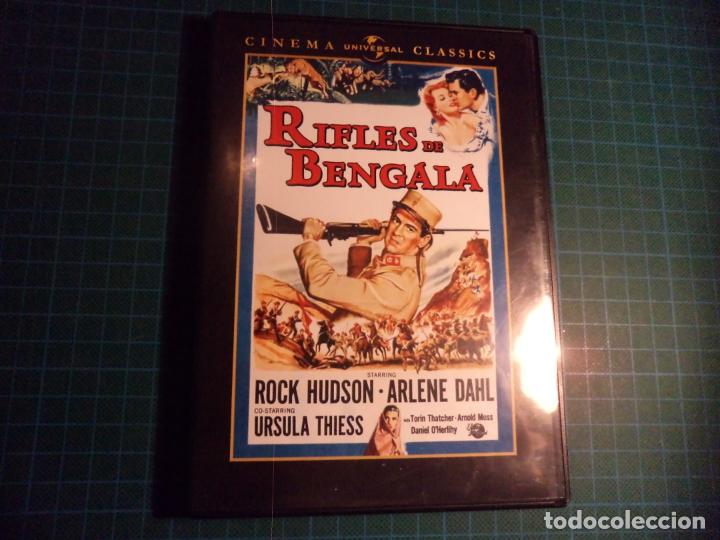 CINEMA UNIVERSAL CLASSICS
RIFLES DE
BENGALA
STARRING
ROCK HUDSON · ARLENE DAHL
CO-STARRING
URSULA THIESS
with Torin Thatcher · Arnold Moss
Daniel O'Herlihy
todocoleccion